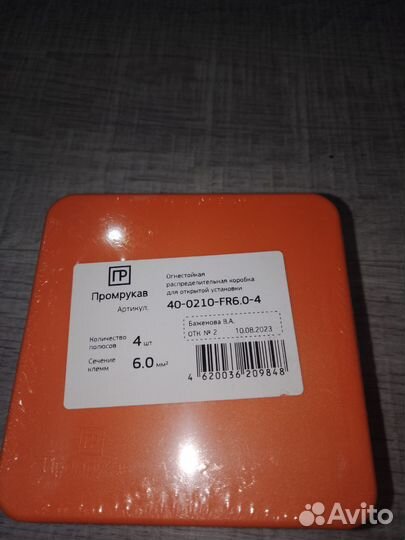 Промрукав
Огнестойкая
распределительная коробка
для открытой установки
Артикул: 40-0210-FR6.0-4
Баженова В.А.
ОТК № 2 10.08.2023
Количество
полюсов 4 шт
Сечение
клемм 6.0 мм²
4 620036 209848
Промрукав
Avito